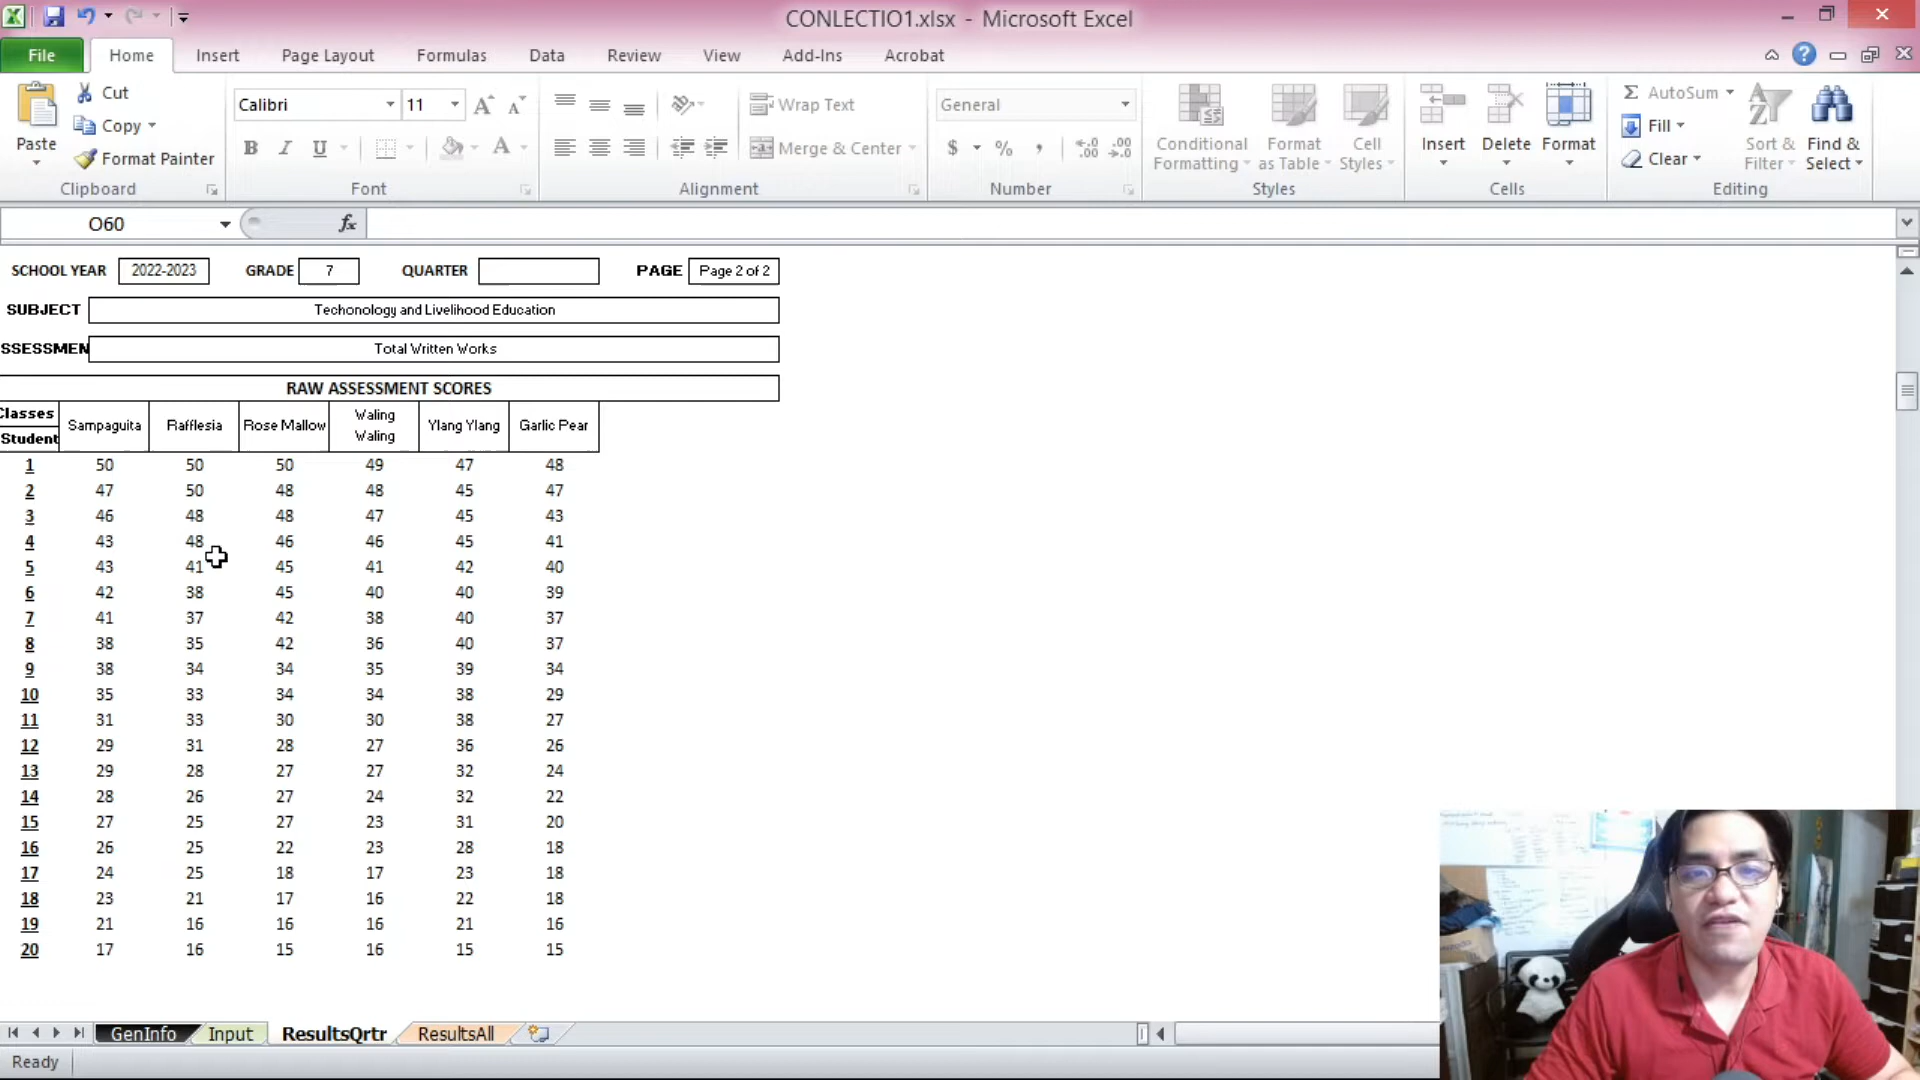 CONLECTIO1.xlsx - Microsoft Excel
File Home Insert Page Layout Formulas Data Review View Add-Ins Acrobat
Paste
Cut
Copy
Format Painter
Clipboard
Calibri 11
B I U A
Font
Wrap Text
Merge & Center
Alignment
General
$ % ,
Number
Conditional Formatting
Format as Table
Cell Styles
Styles
Insert Delete Format
Cells
AutoSum
Fill
Clear
Sort & Filter
Find & Select
Editing
O60 fx
SCHOOL YEAR 2022-2023 GRADE 7 QUARTER PAGE Page 2 of 2
SUBJECT Techonology and Livelihood Education
SSESSMEN Total Written Works
RAW ASSESSMENT SCORES
Classes
Student
Sampaguita Rafflesia Rose Mallow Waling Waling Ylang Ylang Garlic Pear
1 50 50 50 49 47 48
2 47 50 48 48 45 47
3 46 48 48 47 45 43
4 43 48 46 46 45 41
5 43 41 45 41 42 40
6 42 38 45 40 40 39
7 41 37 42 38 40 37
8 38 35 42 36 40 37
9 38 34 34 35 39 34
10 35 33 34 34 38 29
11 31 33 30 30 38 27
12 29 31 28 27 36 26
13 29 28 27 27 32 24
14 28 26 27 24 32 22
15 27 25 27 23 31 20
16 26 25 22 23 28 18
17 24 25 18 17 23 18
18 23 21 17 16 22 18
19 21 16 16 16 21 16
20 17 16 15 16 15 15
GenInfo Input ResultsQrtr ResultsAll
Ready